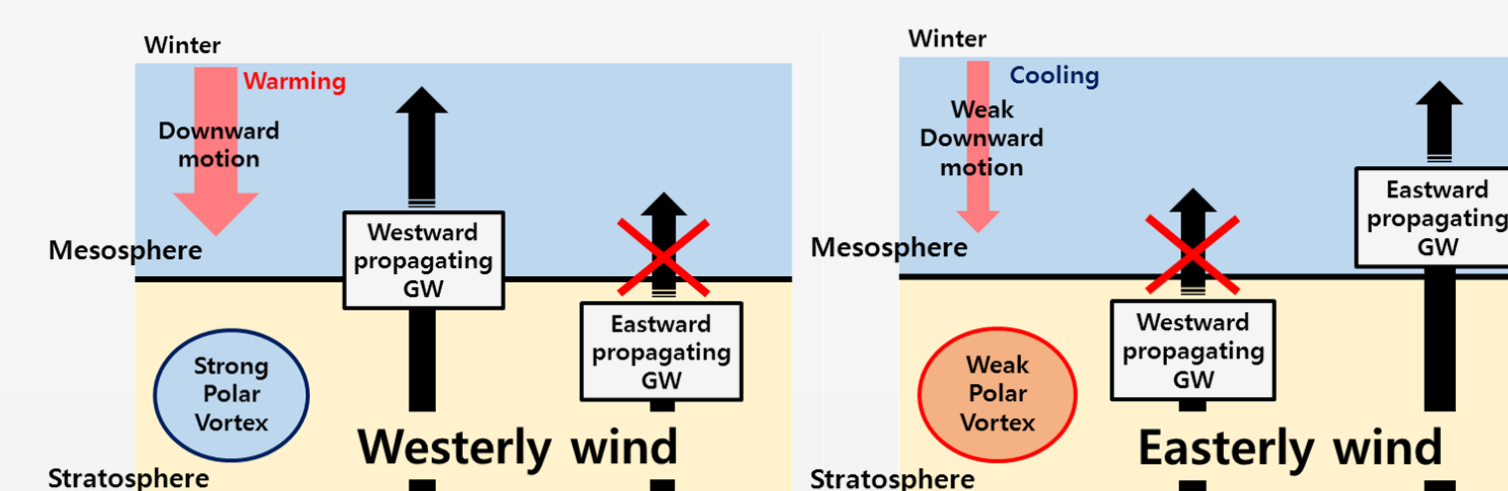 Winter
Warming
Downward
motion
Mesosphere
Westward
propagating
GW
Eastward
propagating
GW
Strong
Polar
Vortex
Westerly wind
Stratosphere
Winter
Cooling
Weak
Downward
motion
Mesosphere
Eastward
propagating
GW
Westward
propagating
GW
Weak
Polar
Vortex
Easterly wind
Stratosphere